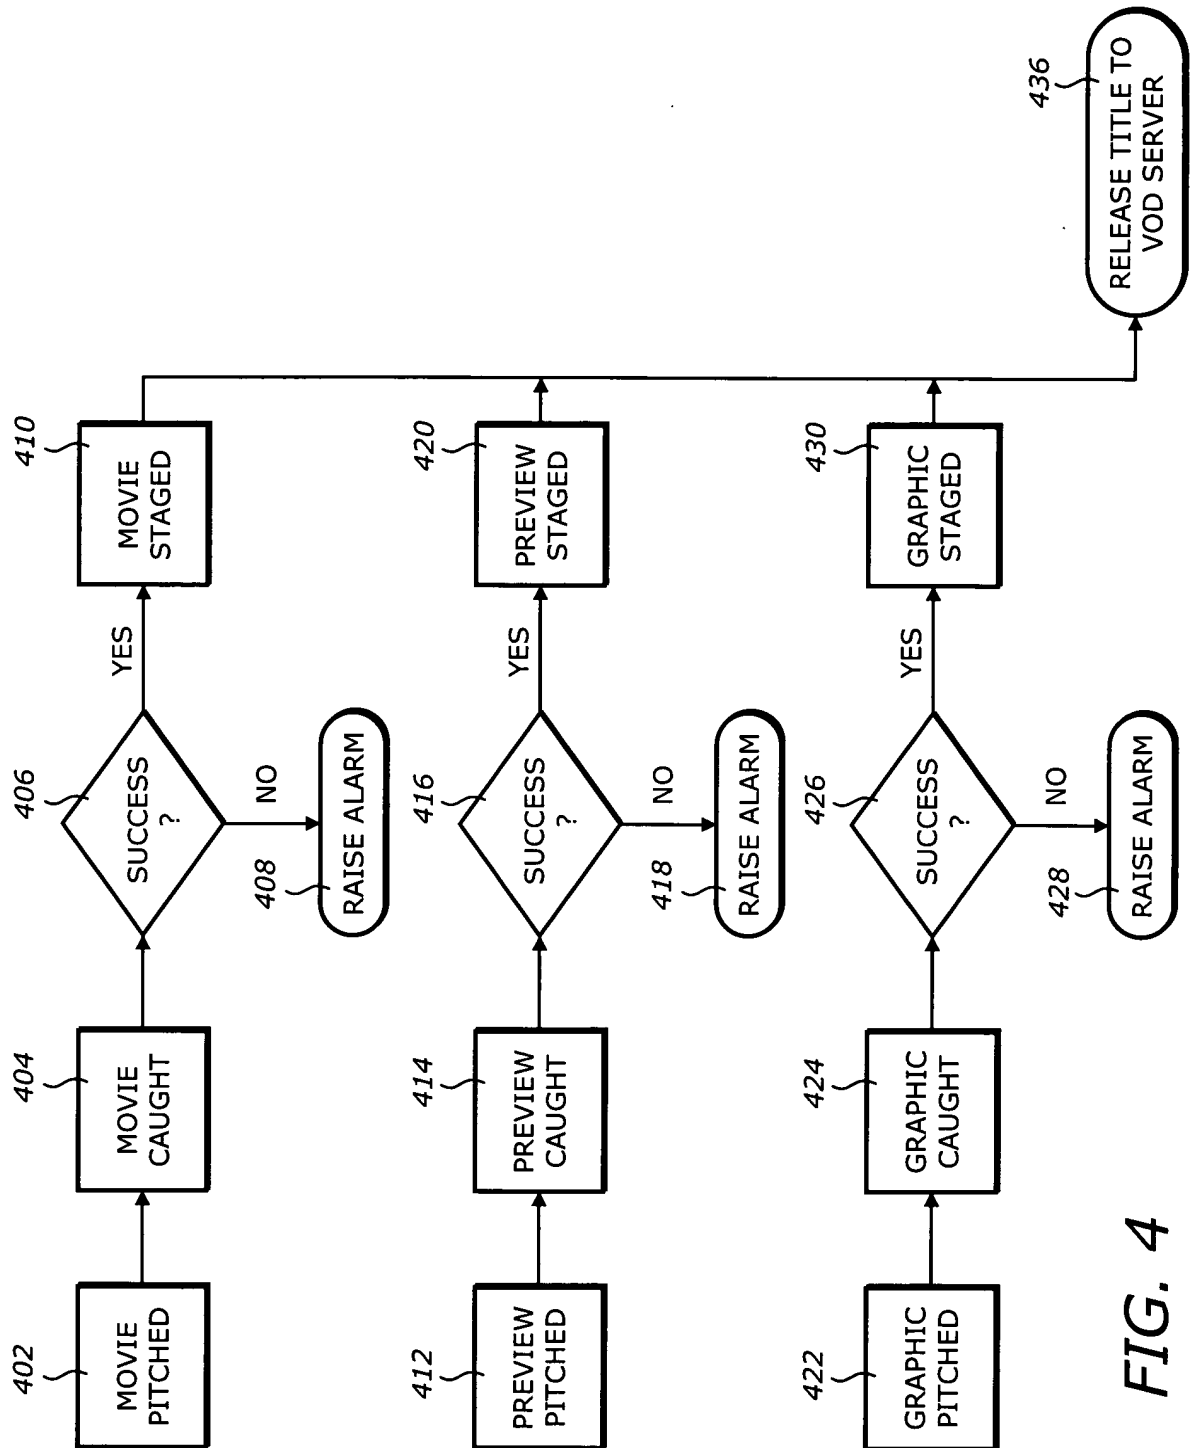 402
MOVIE
PITCHED
404
MOVIE
CAUGHT
406
SUCCESS
?
YES
NO
408
RAISE ALARM
410
MOVIE
STAGED
412
PREVIEW
PITCHED
414
PREVIEW
CAUGHT
416
SUCCESS
?
YES
NO
418
RAISE ALARM
420
PREVIEW
STAGED
422
GRAPHIC
PITCHED
424
GRAPHIC
CAUGHT
426
SUCCESS
?
YES
NO
428
RAISE ALARM
430
GRAPHIC
STAGED
436
RELEASE TITLE TO
VOD SERVER
FIG. 4